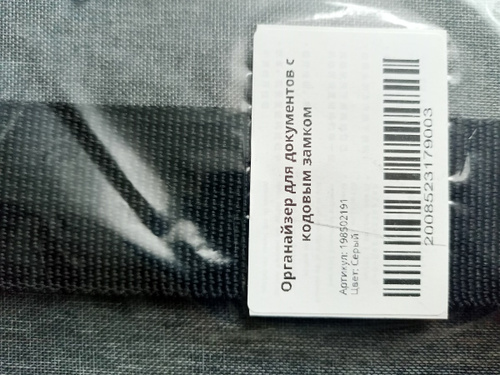 Органайзер для документов с
кодовым замком
Артикул: 198502191
Цвет: Серый
2008523179003